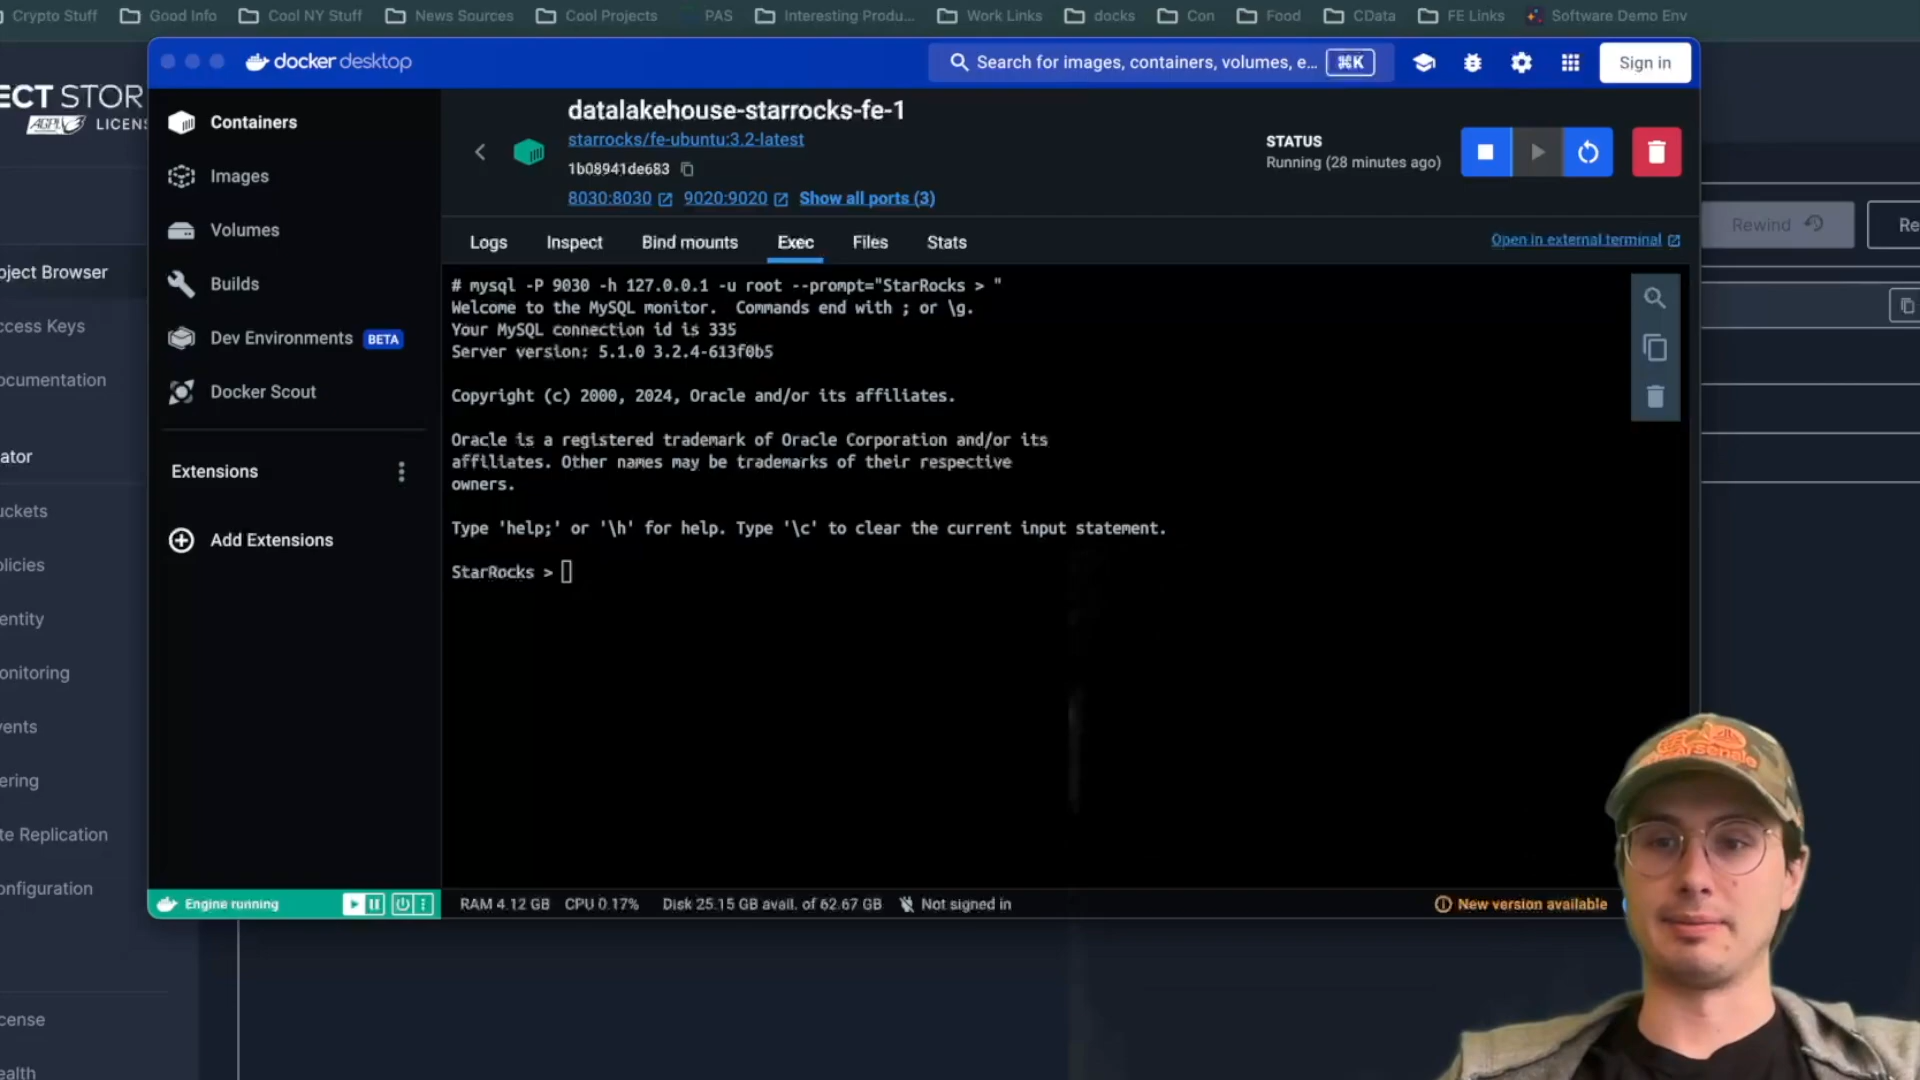 Crypto Stuff
Good Info
Cool NY Stuff
News Sources
Cool Projects
PAS
Interesting Produ...
Work Links
docks
Con
Food
CData
FE Links
Software Demo Env
docker desktop
Search for images, containers, volumes, e...
⌘K
Sign in
ECT STOR
AGPLv3 LICENS
Containers
Images
Volumes
Builds
Dev Environments BETA
Docker Scout
Extensions
Add Extensions
datalakehouse-starrocks-fe-1
starrocks/fe-ubuntu:3.2-latest
1b08941de683
8030:8030
9020:9020
Show all ports (3)
STATUS
Running (28 minutes ago)
Logs
Inspect
Bind mounts
Exec
Files
Stats
Open in external terminal
# mysql -P 9030 -h 127.0.0.1 -u root --prompt="StarRocks > "
Welcome to the MySQL monitor.  Commands end with ; or \g.
Your MySQL connection id is 335
Server version: 5.1.0 3.2.4-613f0b5
Copyright (c) 2000, 2024, Oracle and/or its affiliates.
Oracle is a registered trademark of Oracle Corporation and/or its
affiliates. Other names may be trademarks of their respective
owners.
Type 'help;' or '\h' for help. Type '\c' to clear the current input statement.
StarRocks >
Engine running
RAM 4.12 GB
CPU 0.17%
Disk 25.15 GB avail. of 62.67 GB
Not signed in
New version available
Rewind
Re
oject Browser
ccess Keys
ocumentation
ator
uckets
olicies
entity
onitoring
vents
ering
te Replication
onfiguration
cense
ealth